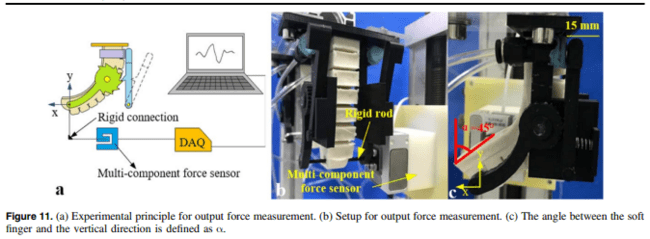 y
x
Rigid connection
DAQ
Multi-component force sensor
a
Rigid rod
Multi component
force sensor
b
15 mm
α=45°
y
x
c
Figure 11. (a) Experimental principle for output force measurement. (b) Setup for output force measurement. (c) The angle between the soft
finger and the vertical direction is defined as α.